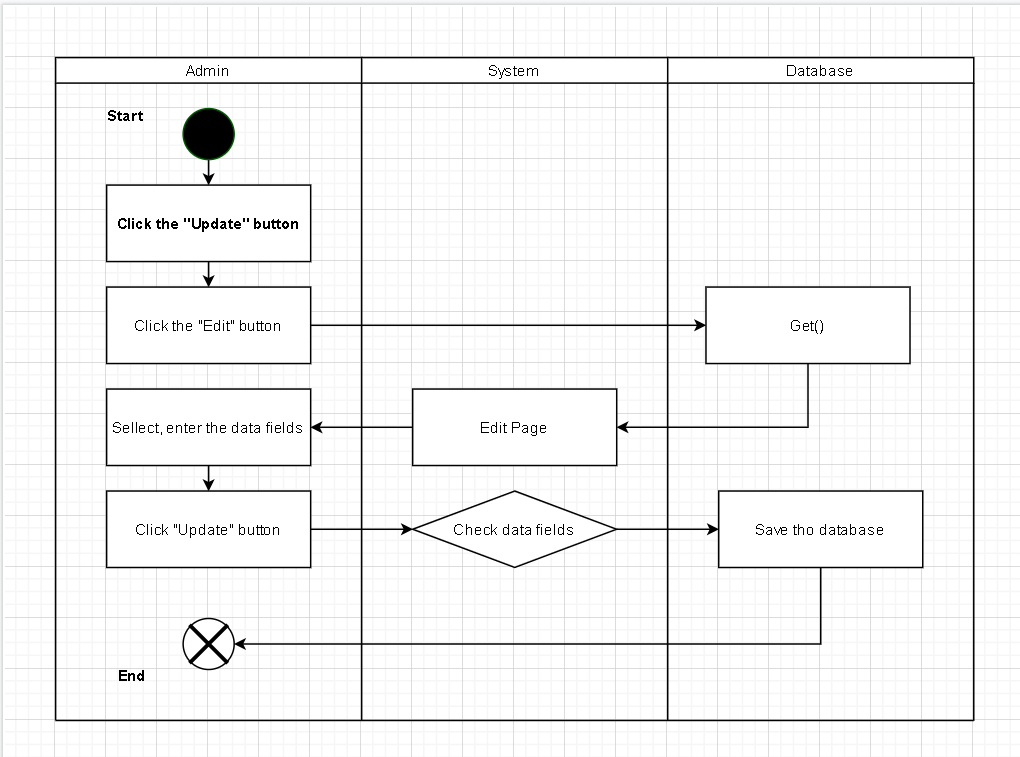 Admin
System
Database
Start
Click the "Update" button
Click the "Edit" button
Get()
Sellect, enter the data fields
Edit Page
Click "Update" button
Check data fields
Save tho database
End